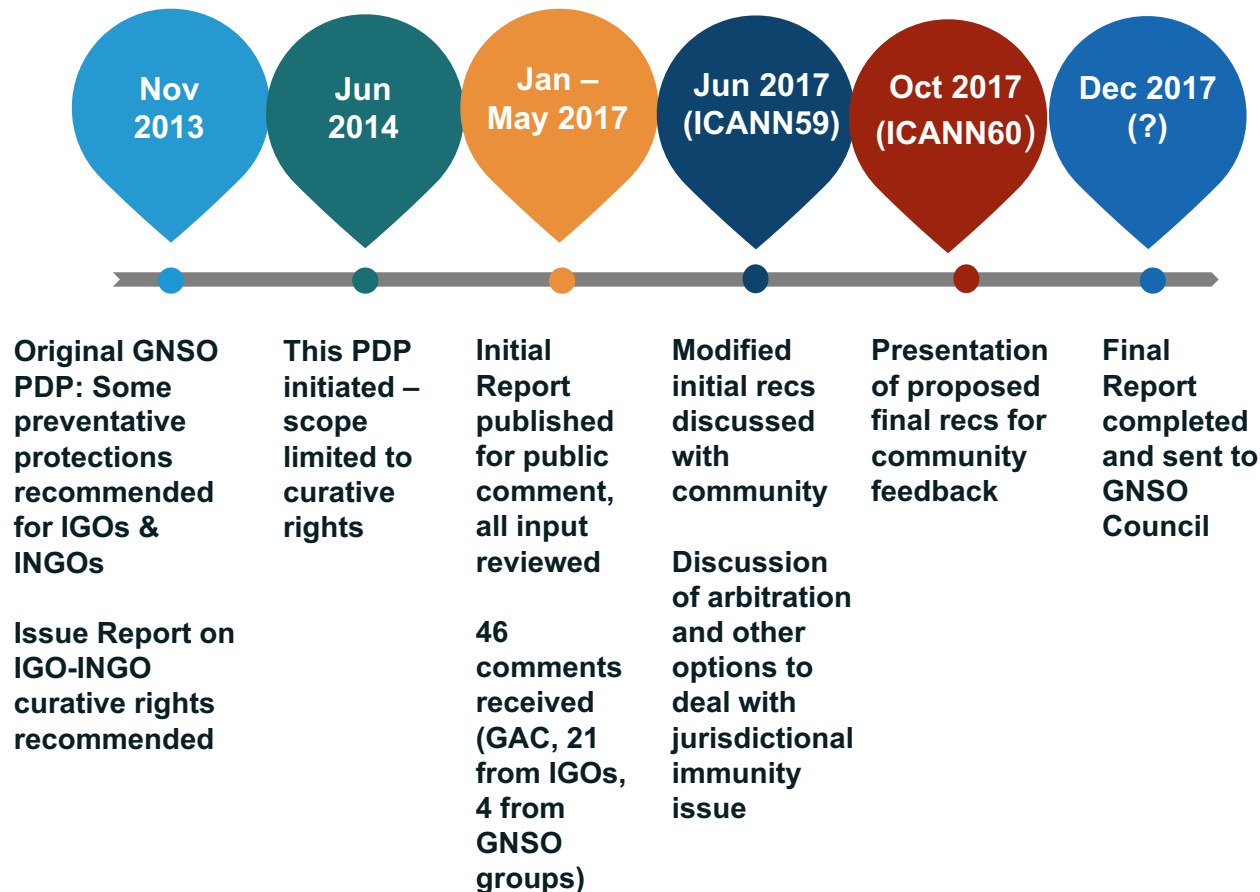 Nov
2013
Jun
2014
Jan –
May 2017
Jun 2017
(ICANN59)
Oct 2017
(ICANN60)
Dec 2017
(?)
Original GNSO
PDP: Some
preventative
protections
recommended
for IGOs &
INGOs
Issue Report on
IGO-INGO
curative rights
recommended
This PDP
initiated –
scope
limited to
curative
rights
Initial
Report
published
for public
comment,
all input
reviewed
46
comments
received
(GAC, 21
from IGOs,
4 from
GNSO
groups)
Modified
initial recs
discussed
with
community
Discussion
of arbitration
and other
options to
deal with
jurisdictional
immunity
issue
Presentation
of proposed
final recs for
community
feedback
Final
Report
completed
and sent to
GNSO
Council